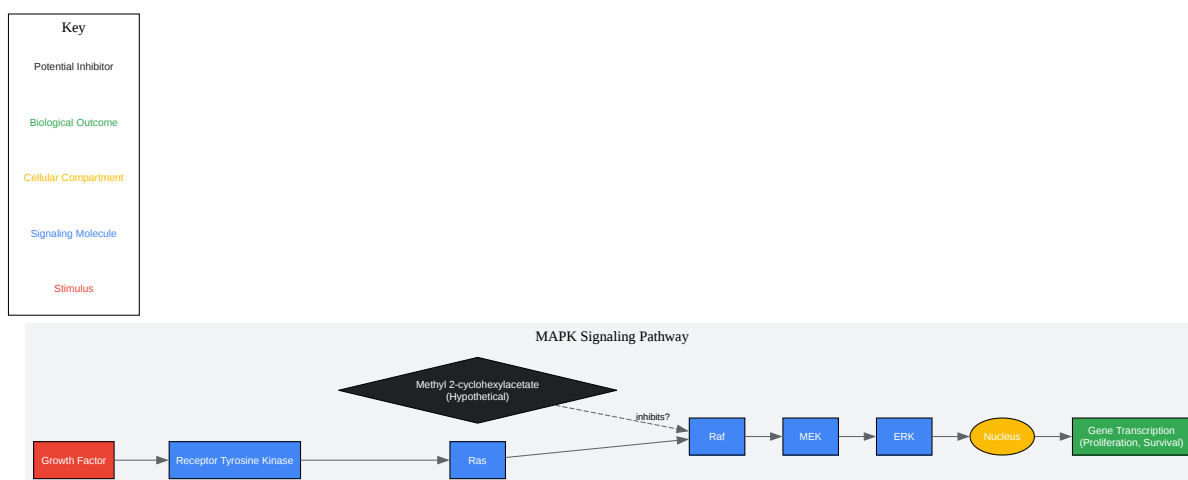 Key
Potential Inhibitor
Biological Outcome
Cellular Compartment
Signaling Molecule
Stimulus
MAPK Signaling Pathway
Methyl 2-cyclohexylacetate
(Hypothetical)
inhibits?
Growth Factor
Receptor Tyrosine Kinase
Ras
Raf
MEK
ERK
Nucleus
Gene Transcription
(Proliferation, Survival)